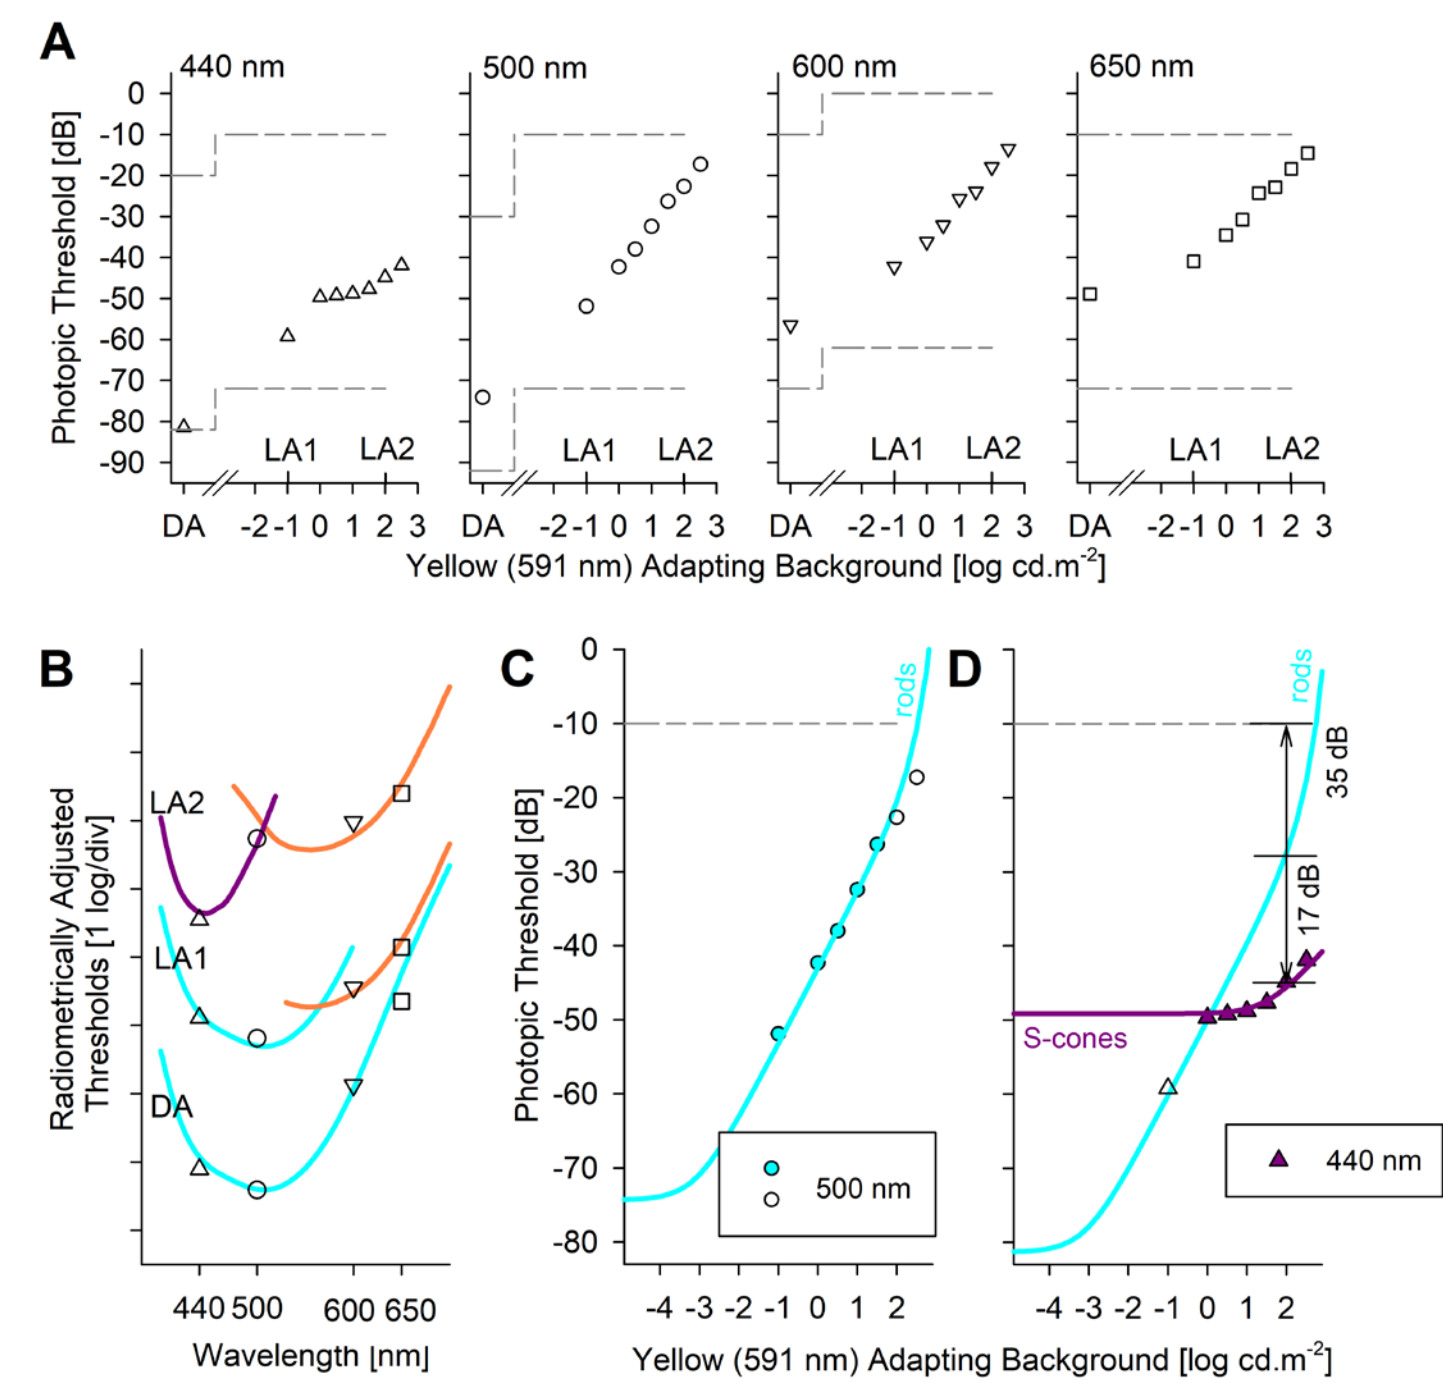 A
440 nm
500 nm
600 nm
650 nm
Photopic Threshold [dB]
0
-10
-20
-30
-40
-50
-60
-70
-80
-90
LA1 LA2
LA1 LA2
LA1 LA2
LA1 LA2
DA -2 -1 0 1 2 3
DA -2 -1 0 1 2 3
DA -2 -1 0 1 2 3
DA -2 -1 0 1 2 3
Yellow (591 nm) Adapting Background [log cd.m-2]
B
Radiometrically Adjusted
Thresholds [1 log/div]
LA2
LA1
DA
440 500 600 650
Wavelength [nm]
C
Photopic Threshold [dB]
0
-10
-20
-30
-40
-50
-60
-70
-80
rods
500 nm
-4 -3 -2 -1 0 1 2
D
rods
35 dB
17 dB
S-cones
440 nm
-4 -3 -2 -1 0 1 2
Yellow (591 nm) Adapting Background [log cd.m-2]